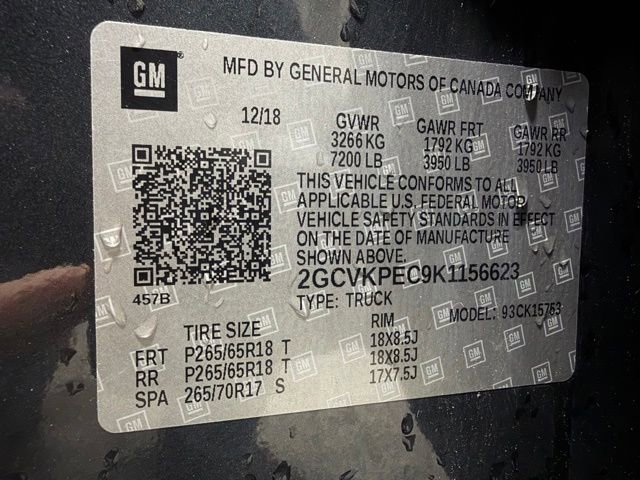 GM
MFD BY GENERAL MOTORS OF CANADA COMPANY
12/18 GVWR GAWR FRT GAWR RR
3266 KG 1792 KG 1792 KG
7200 LB 3950 LB 3950 LB
THIS VEHICLE CONFORMS TO ALL
APPLICABLE U.S. FEDERAL MOTOR
VEHICLE SAFETY STANDARDS IN EFFECT
ON THE DATE OF MANUFACTURE
SHOWN ABOVE.
2GCVKPEC9K1156623
457B
TYPE: TRUCK MODEL: 93CK15753
TIRE SIZE RIM
FRT P265/65R18 T 18X8.5J
RR P265/65R18 T 18X8.5J
SPA 265/70R17 S 17X7.5J